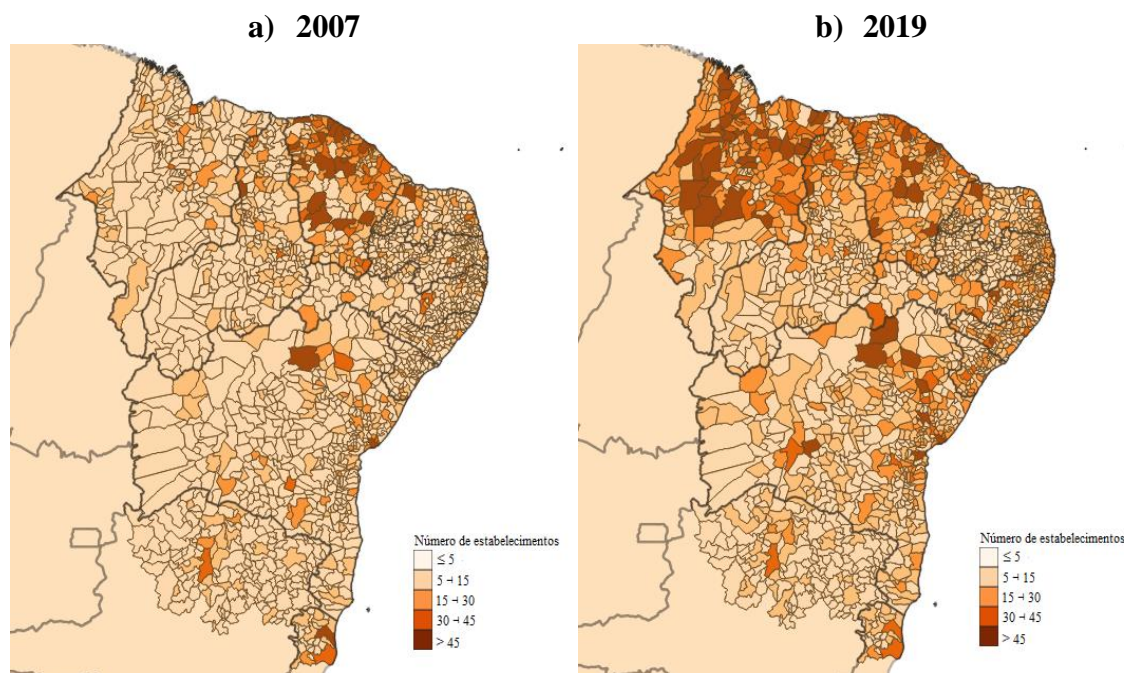 a) 2007
b) 2019
Número de estabelecimentos
≤ 5
5 ⊣ 15
15 ⊣ 30
30 ⊣ 45
> 45
Número de estabelecimentos
≤ 5
5 ⊣ 15
15 ⊣ 30
30 ⊣ 45
> 45